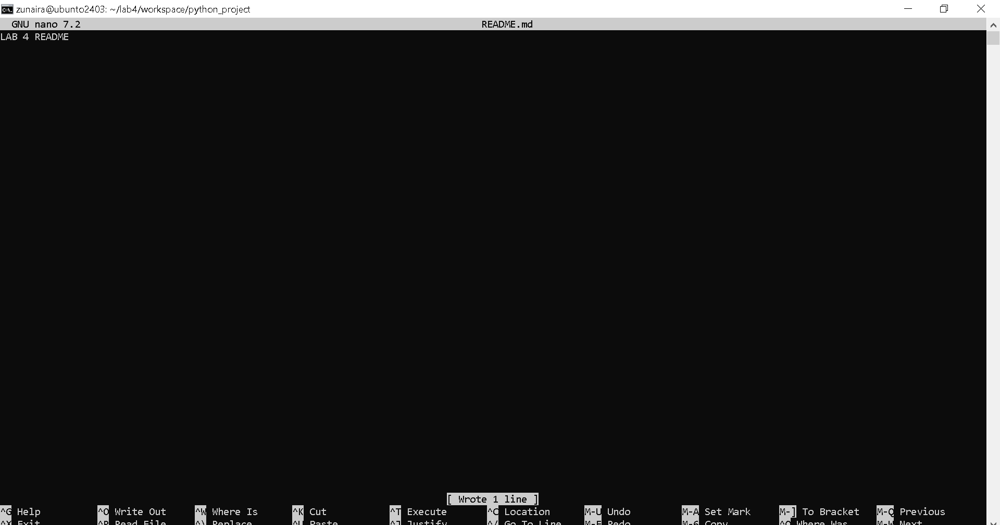 zunaira@ubunto2403: ~/lab4/workspace/python_project
GNU nano 7.2 README.md
LAB 4 README
[ Wrote 1 line ]
^G Help ^O Write Out ^W Where Is ^K Cut ^T Execute ^C Location M-U Undo M-A Set Mark M-] To Bracket M-Q Previous
^X Exit ^R Read File ^\ Replace ^U Paste ^J Justify ^/ Go To Line M-E Redo M-6 Copy ^Q Where Was M-W Next